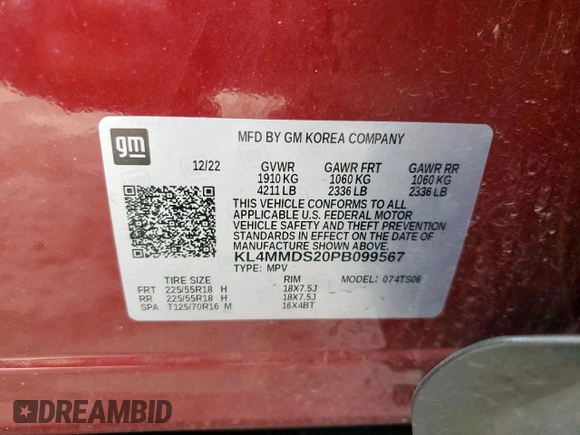 gm
MFD BY GM KOREA COMPANY
12/22 GVWR GAWR FRT GAWR RR
1910 KG 1060 KG 1060 KG
4211 LB 2336 LB 2336 LB
THIS VEHICLE CONFORMS TO ALL
APPLICABLE U.S. FEDERAL MOTOR
VEHICLE SAFETY AND THEFT PREVENTION
STANDARDS IN EFFECT ON THE DATE OF
MANUFACTURE SHOWN ABOVE.
KL4MMDS20PB099567
TYPE: MPV MODEL: 074TS06
TIRE SIZE RIM
FRT 225/55R18 H 18X7.5J
RR 225/55R18 H 18X7.5J
SPA T125/70R16 M 16X4BT
DREAMBID